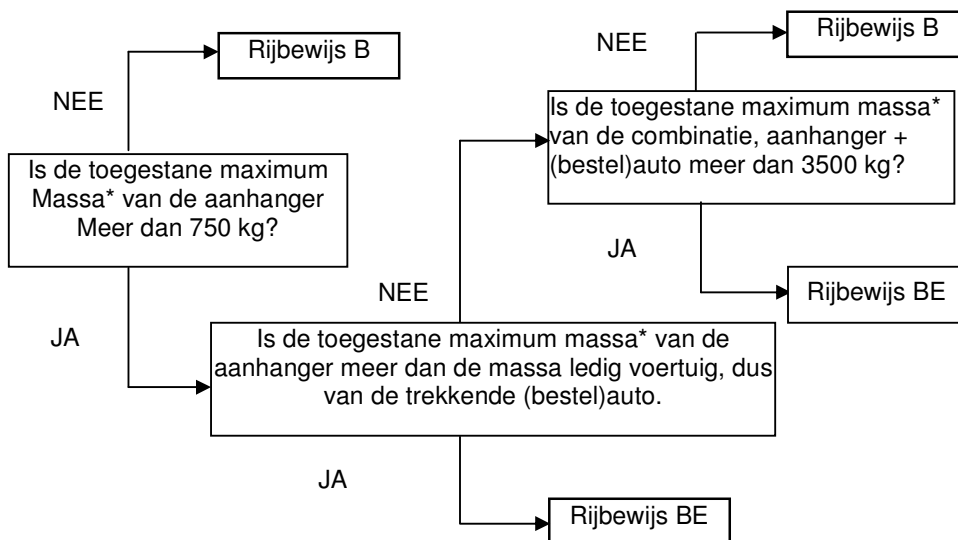 Rijbewijs B
NEE
Is de toegestane maximum
Massa* van de aanhanger
Meer dan 750 kg?
JA
Is de toegestane maximum massa* van de
aanhanger meer dan de massa ledig voertuig, dus
van de trekkende (bestel)auto.
NEE
Is de toegestane maximum massa*
van de combinatie, aanhanger +
(bestel)auto meer dan 3500 kg?
NEE
Rijbewijs B
JA
Rijbewijs BE
JA
Rijbewijs BE